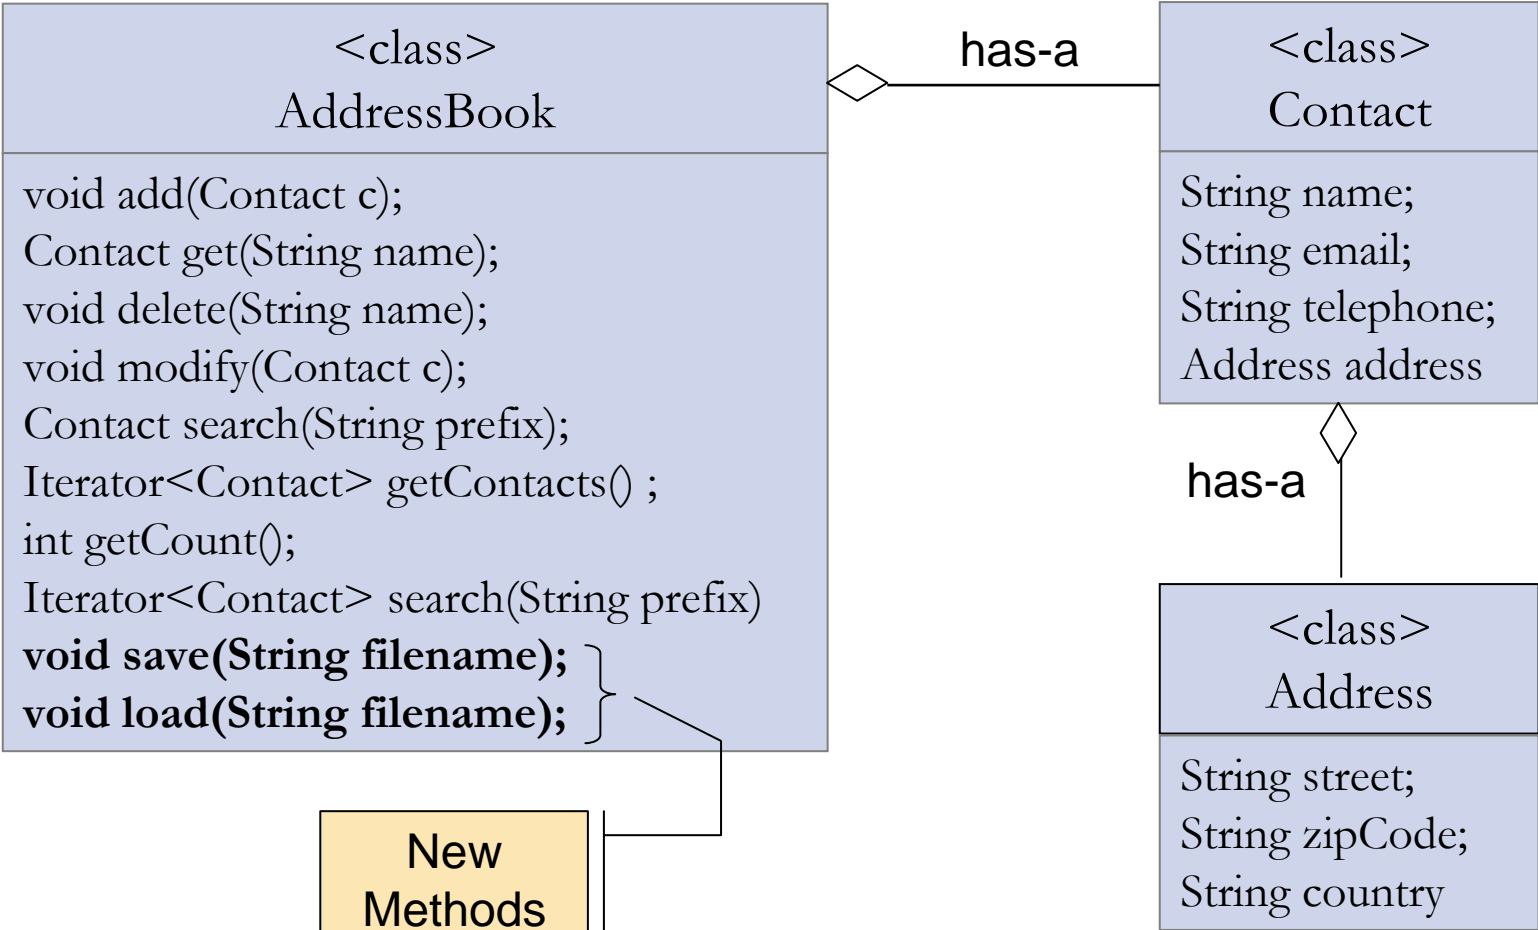 <class>
AddressBook
void add(Contact c);
Contact get(String name);
void delete(String name);
void modify(Contact c);
Contact search(String prefix);
Iterator<Contact> getContacts() ;
int getCount();
Iterator<Contact> search(String prefix)
void save(String filename);
void load(String filename);
New
Methods
has-a
<class>
Contact
String name;
String email;
String telephone;
Address address
has-a
<class>
Address
String street;
String zipCode;
String country